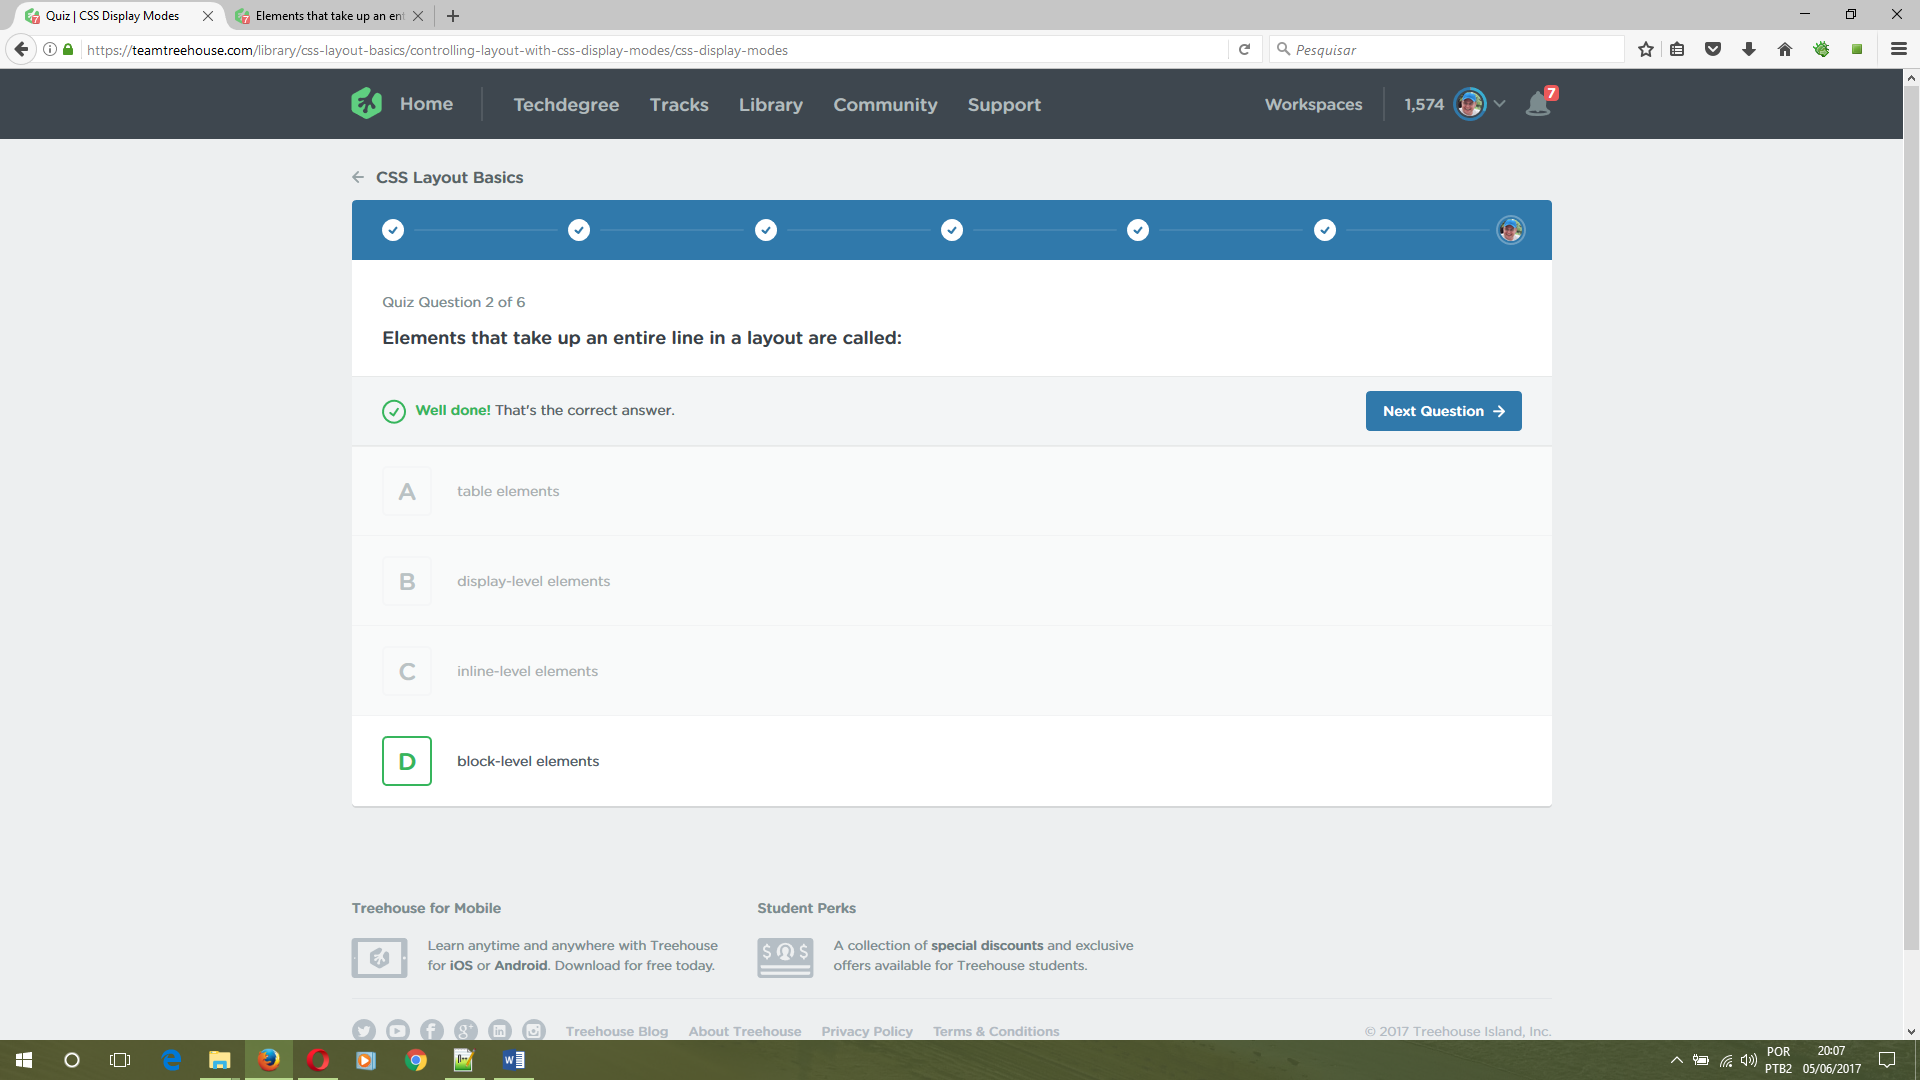 Quiz | CSS Display Modes
Elements that take up an ent
https://teamtreehouse.com/library/css-layout-basics/controlling-layout-with-css-display-modes/css-display-modes
Pesquisar
Home
Techdegree
Tracks
Library
Community
Support
Workspaces
1,574
7
CSS Layout Basics
Quiz Question 2 of 6
Elements that take up an entire line in a layout are called:
Well done! That's the correct answer.
Next Question
A
table elements
B
display-level elements
C
inline-level elements
D
block-level elements
Treehouse for Mobile
Learn anytime and anywhere with Treehouse
for iOS or Android. Download for free today.
Student Perks
A collection of special discounts and exclusive
offers available for Treehouse students.
Treehouse Blog
About Treehouse
Privacy Policy
Terms & Conditions
© 2017 Treehouse Island, Inc.
POR
PTB2
20:07
05/06/2017